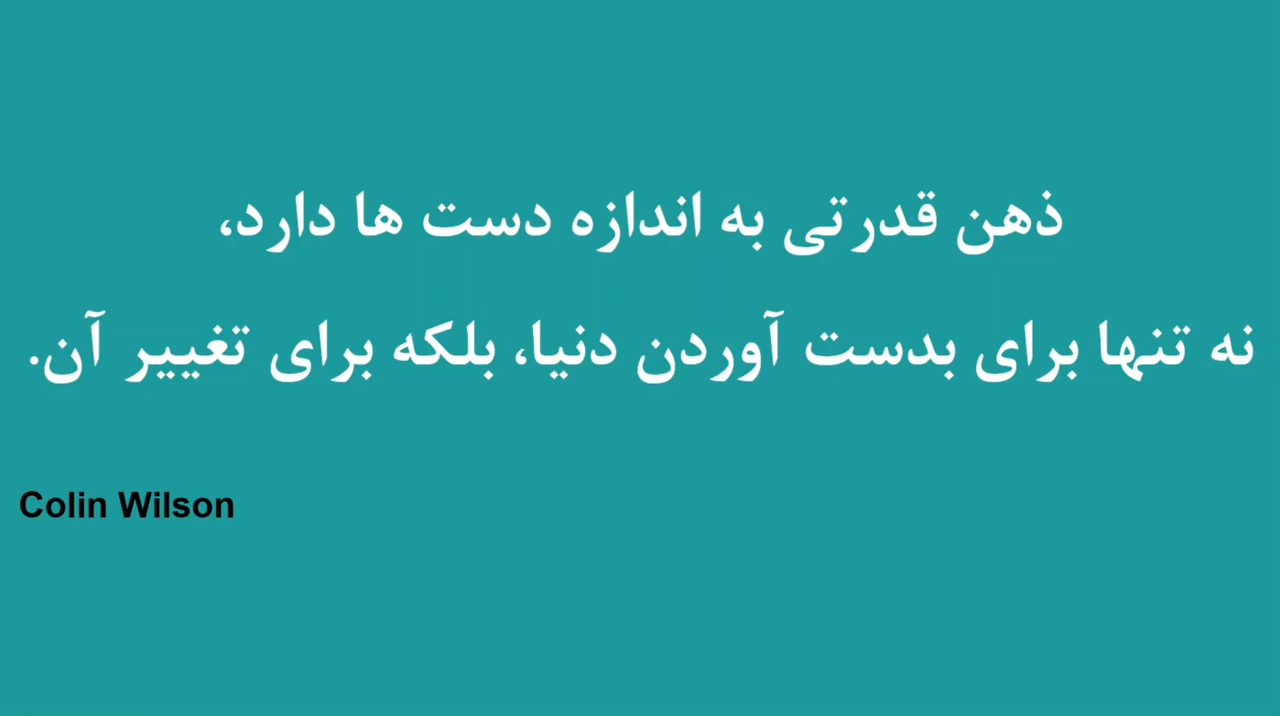 ذهن قدرتی به اندازه دست ها دارد،
نه تنها برای بدست آوردن دنیا، بلکه برای تغییر آن.
Colin Wilson